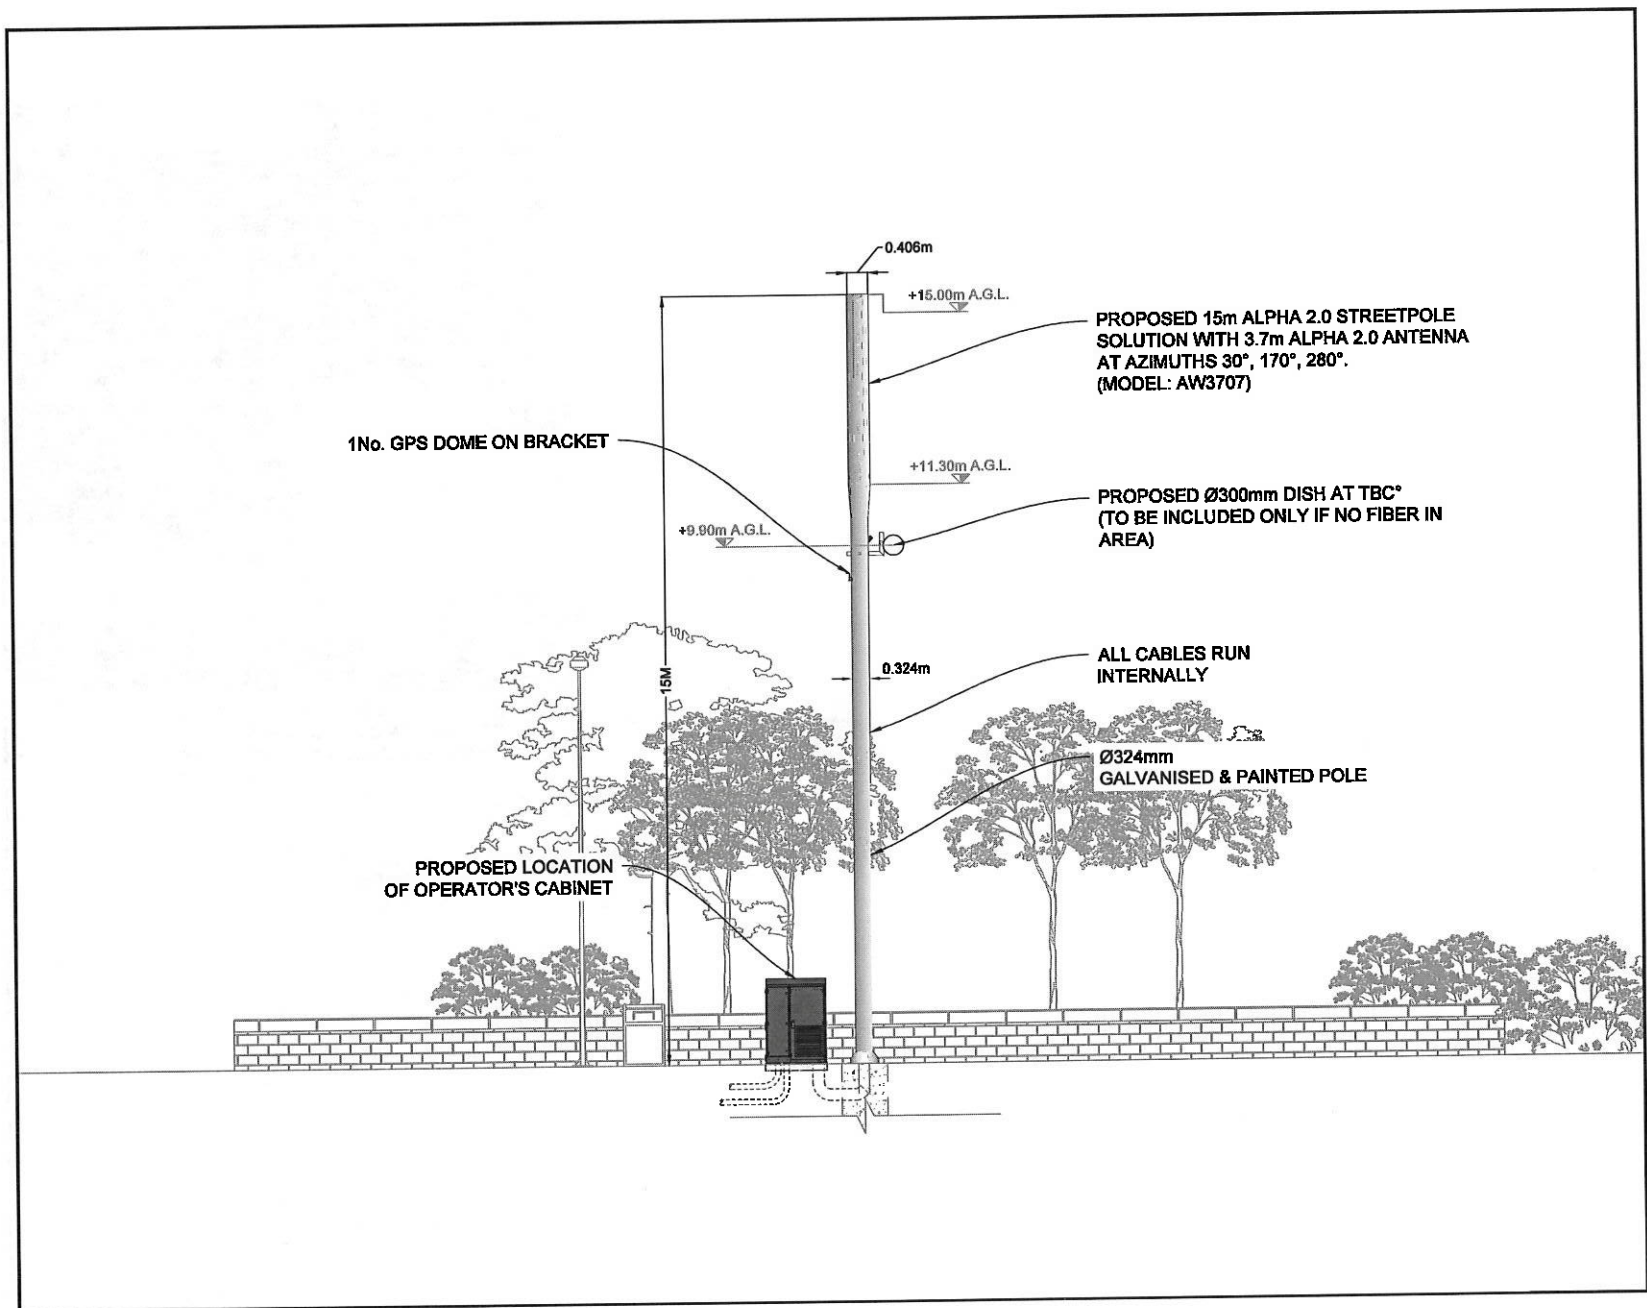 0.406m
+15.00m A.G.L.
PROPOSED 15m ALPHA 2.0 STREETPOLE
SOLUTION WITH 3.7m ALPHA 2.0 ANTENNA
AT AZIMUTHS 30°, 170°, 280°.
(MODEL: AW3707)
1No. GPS DOME ON BRACKET
+11.30m A.G.L.
PROPOSED Ø300mm DISH AT TBC°
(TO BE INCLUDED ONLY IF NO FIBER IN
AREA)
+9.90m A.G.L.
15M
0.324m
ALL CABLES RUN
INTERNALLY
Ø324mm
GALVANISED & PAINTED POLE
PROPOSED LOCATION
OF OPERATOR'S CABINET